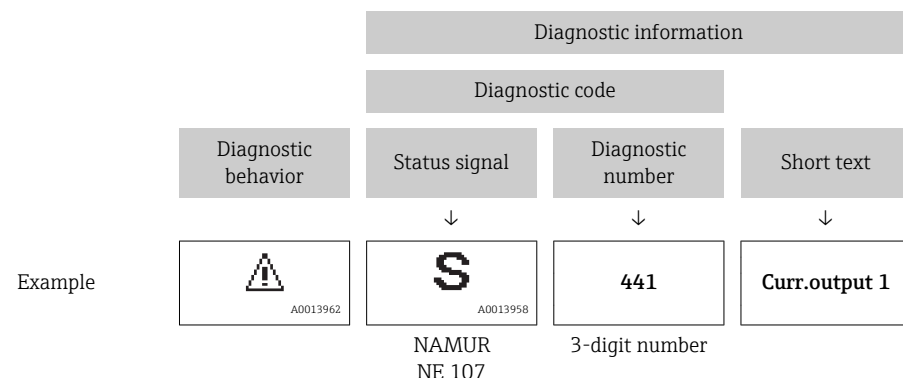 Diagnostic information
Diagnostic code
Diagnostic
behavior
Status signal
Diagnostic
number
Short text
↓ ↓ ↓
Example
A0013962
S
A0013958
441
Curr.output 1
NAMUR
NE 107
3-digit number